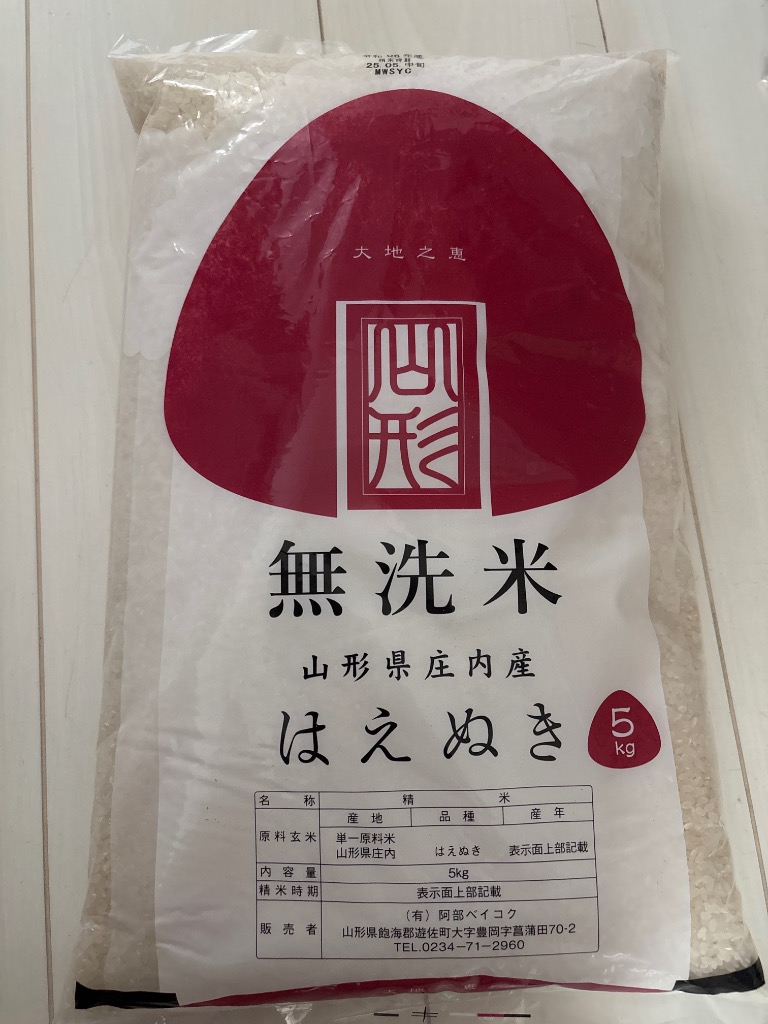 25.05.中旬
MWSYC
大地之恵
山形
無洗米
山形県庄内産
はえぬき
5
kg
名称 精米
原料玄米 産地 品種 産年
単一原料米
山形県庄内 はえぬき 表示面上部記載
内容量 5kg
精米時期 表示面上部記載
販売者 (有)阿部ベイコク
山形県飽海郡遊佐町大字豊岡字菖蒲田70-2
TEL.0234-71-2960